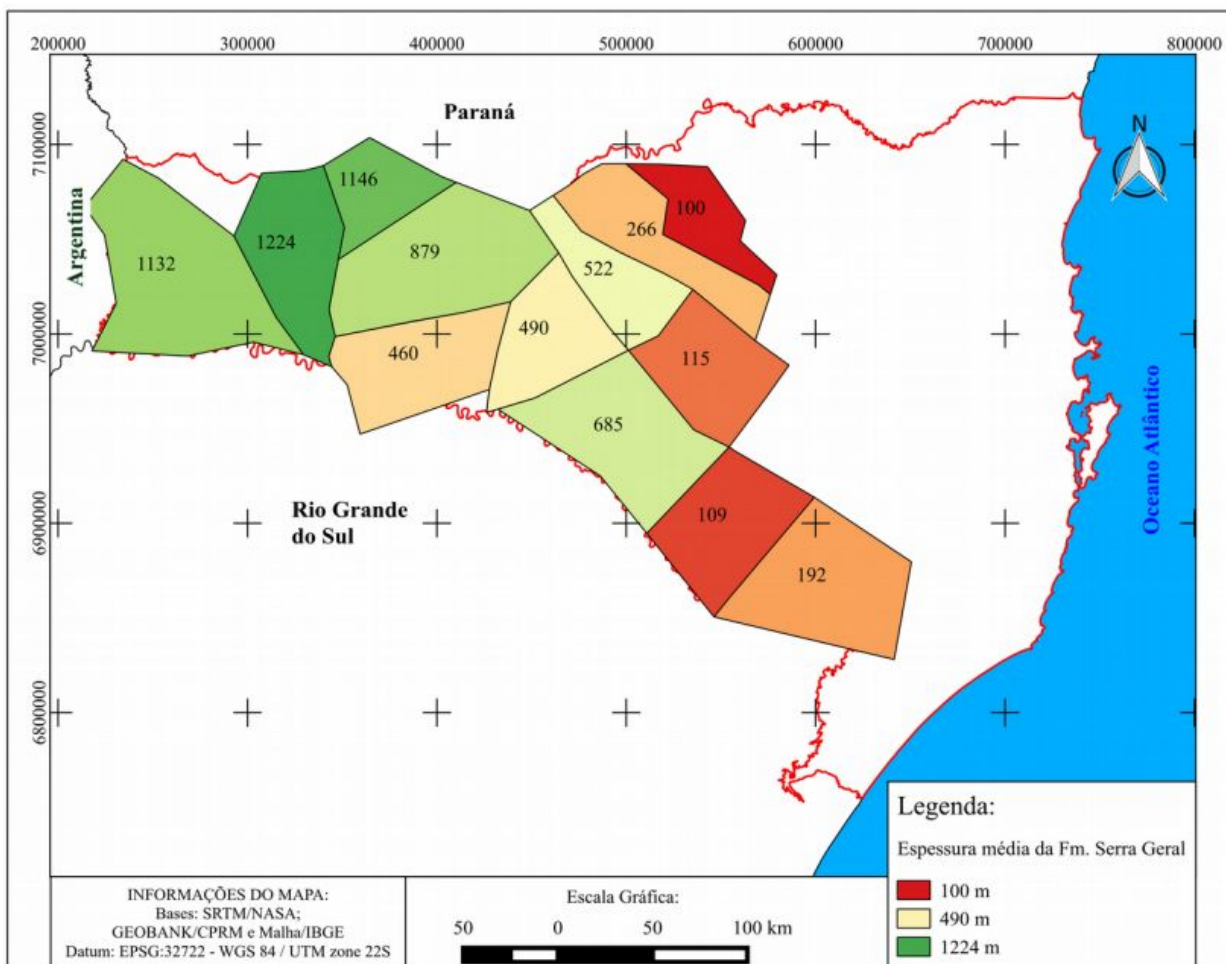 200000
300000
400000
500000
600000
700000
800000
Paraná
N
7100000
1146
100
Argentina
1224
266
1132
879
522
7000000
490
460
115
Oceano Atlântico
685
Rio Grande
do Sul
6900000
109
192
6800000
Legenda:
Espessura média da Fm. Serra Geral
100 m
490 m
1224 m
INFORMAÇÕES DO MAPA:
Bases: SRTM/NASA;
GEOBANK/CPRM e Malha/IBGE
Datum: EPSG:32722 - WGS 84 / UTM zone 22S
Escala Gráfica:
50 0 50 100 km